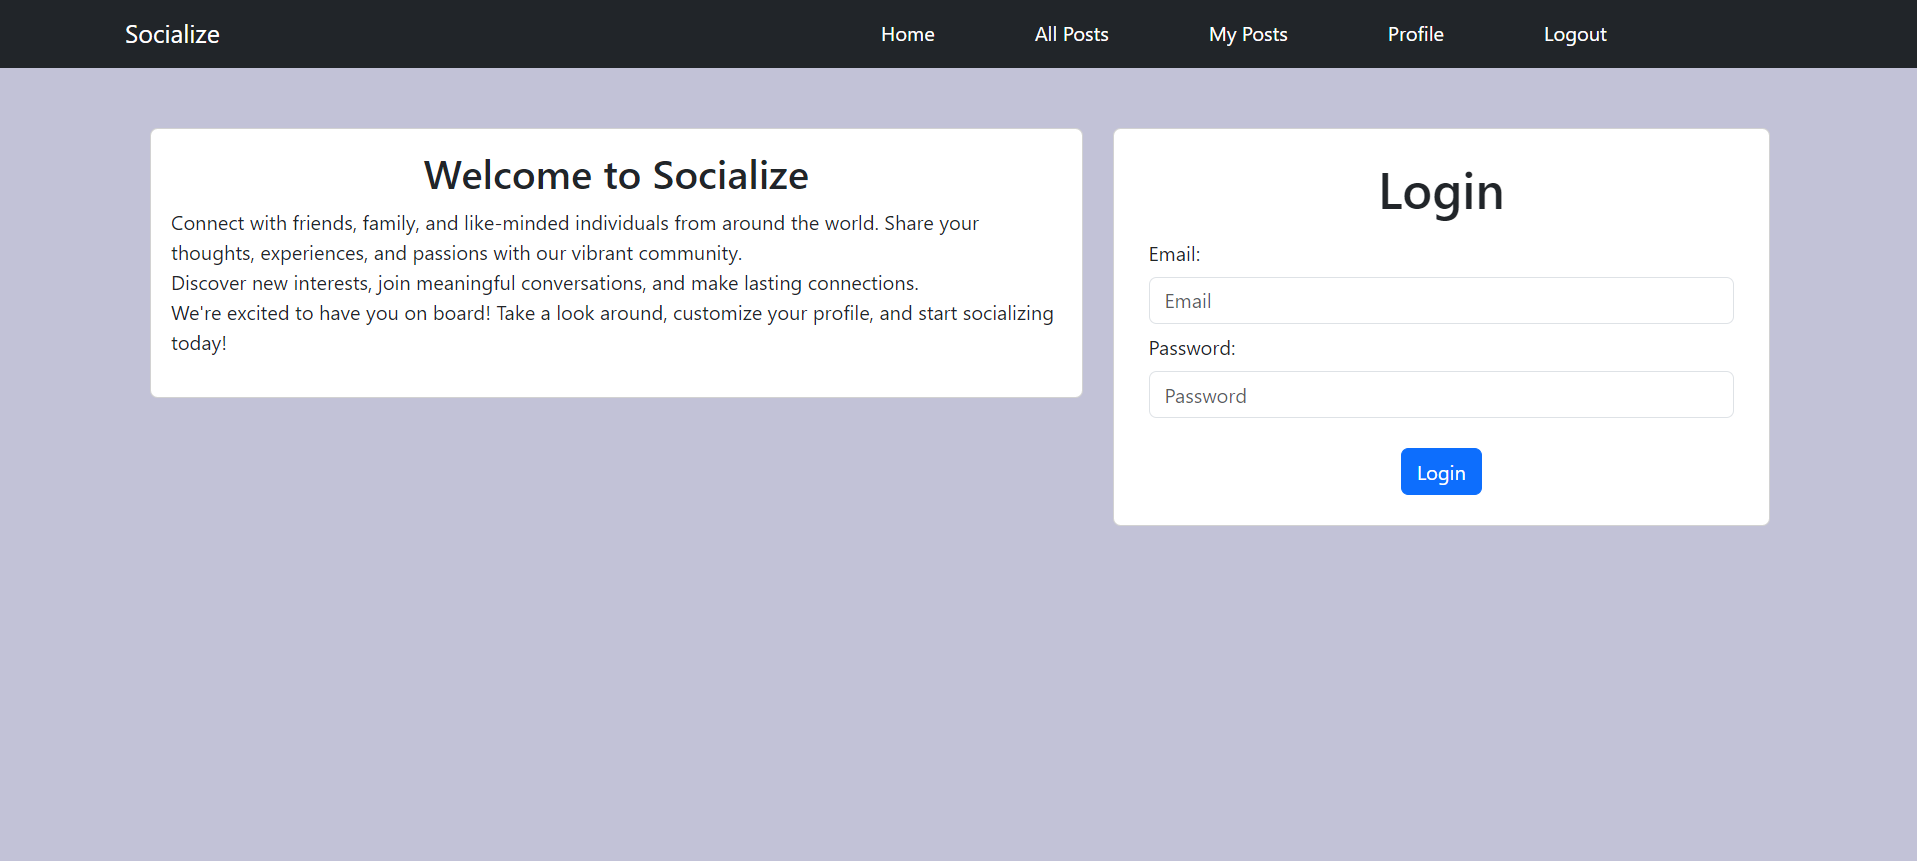 Socialize
Home
All Posts
My Posts
Profile
Logout
Welcome to Socialize
Connect with friends, family, and like-minded individuals from around the world. Share your
thoughts, experiences, and passions with our vibrant community.
Discover new interests, join meaningful conversations, and make lasting connections.
We're excited to have you on board! Take a look around, customize your profile, and start socializing
today!
Login
Email:
Email
Password:
Password
Login